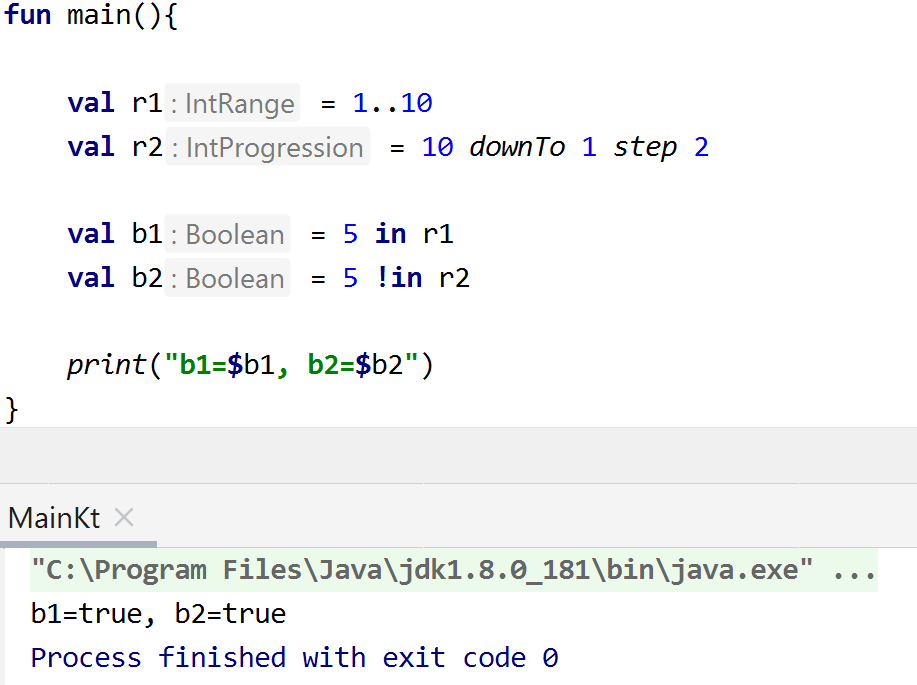 fun main(){
val r1 : IntRange = 1..10
val r2 : IntProgression = 10 downTo 1 step 2
val b1 : Boolean = 5 in r1
val b2 : Boolean = 5 !in r2
print("b1=$b1, b2=$b2")
}
MainKt ×
"C:\Program Files\Java\jdk1.8.0_181\bin\java.exe" ...
b1=true, b2=true
Process finished with exit code 0